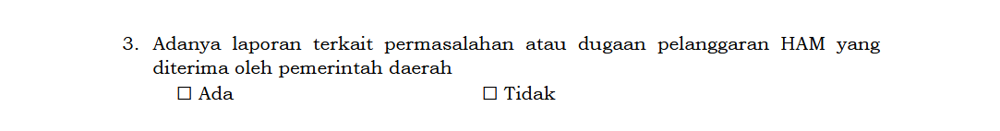 3. Adanya laporan terkait permasalahan atau dugaan pelanggaran HAM yang
diterima oleh pemerintah daerah
☐ Ada ☐ Tidak